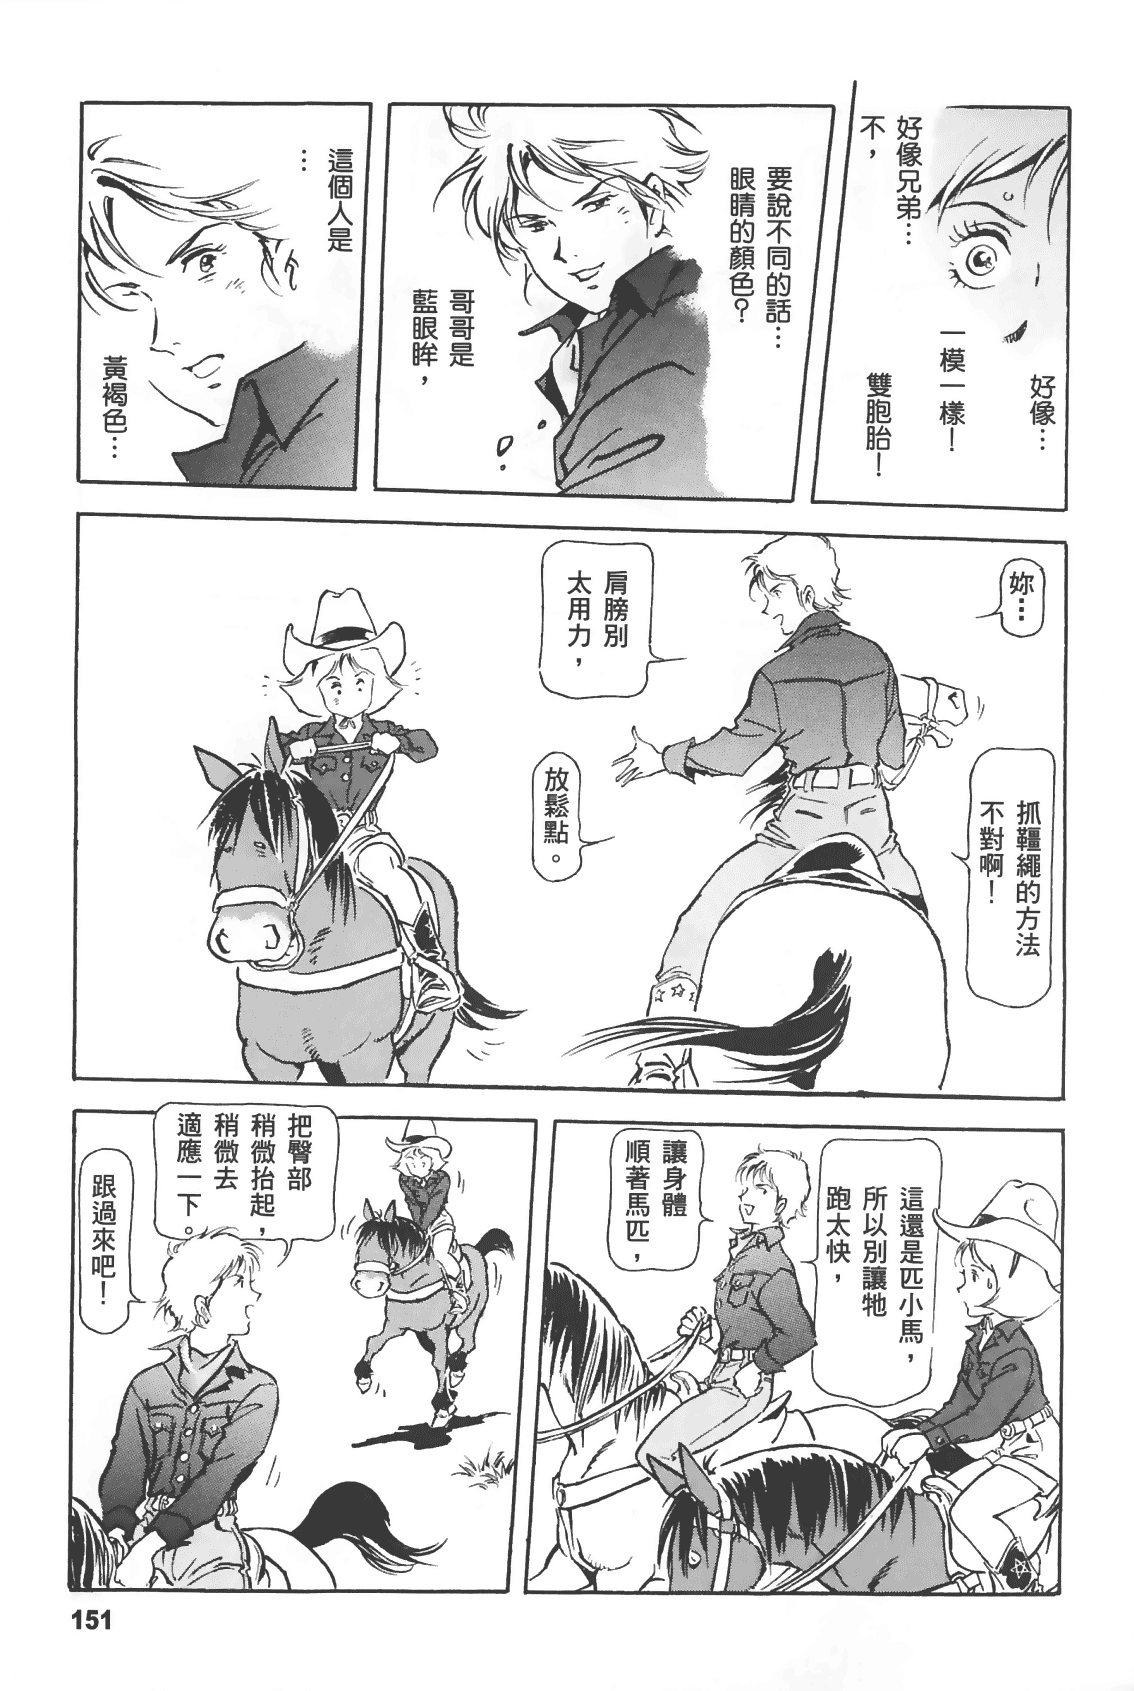 好像…
一模一樣！
好像兄弟…
不，
雙胞胎！
要說不同的話…
眼睛的顏色？
哥哥是
藍眼眸，
這個人是
…
黃褐色…
妳…
抓韁繩的方法
不對啊！
肩膀別
太用力，
放鬆點。
這還是匹小馬，
所以別讓牠
跑太快，
讓身體
順著馬匹，
把臀部
稍微抬起，
稍微去
適應一下。
跟過來吧！
151